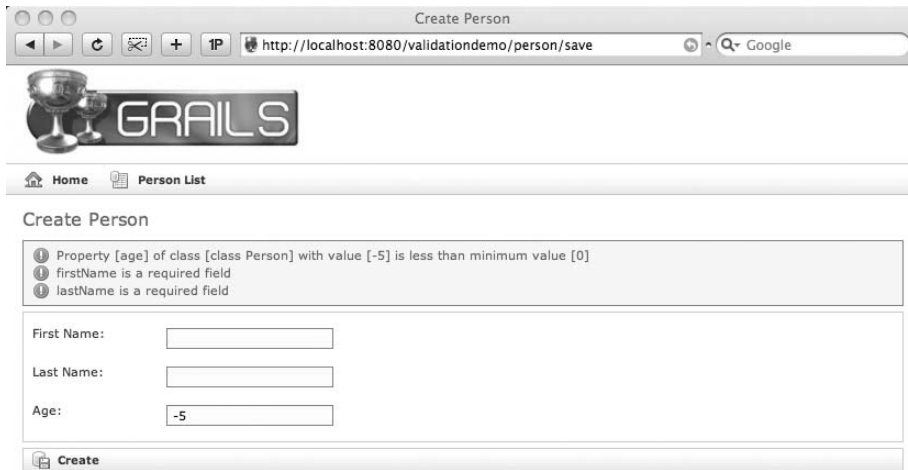 Create Person
1P http://localhost:8080/validationdemo/person/save Google
GRAILS
Home Person List
Create Person
Property [age] of class [class Person] with value [-5] is less than minimum value [0]
firstName is a required field
lastName is a required field
First Name:
Last Name:
Age: -5
Create